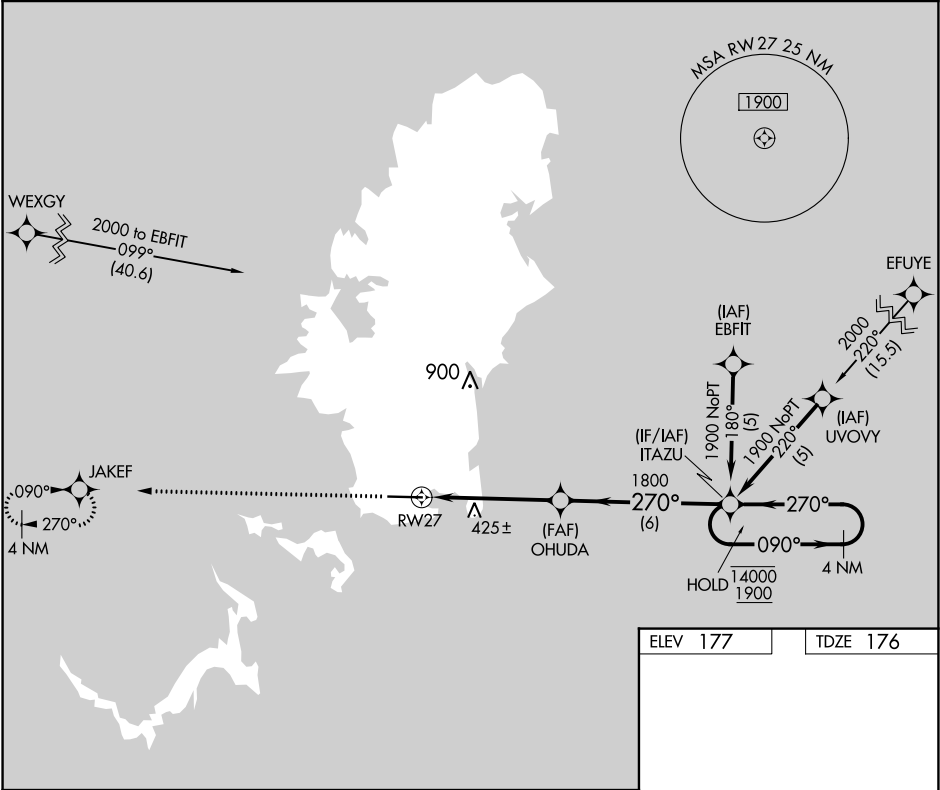 MSA RW27 25 NM
1900
WEXGY
2000 to EBFIT
099°
(40.6)
EFUYE
2000
220°
(15.5)
(IAF)
EBFIT
1900 NoPT
180°
(5)
(IAF)
UVOVY
1900 NoPT
220°
(5)
900
(IF/IAF)
ITAZU
JAKEF
090°
270°
4 NM
RW27
425±
(FAF)
OHUDA
1800
270°
(6)
270°
090°
4 NM
HOLD
14000
1900
ELEV 177
TDZE 176